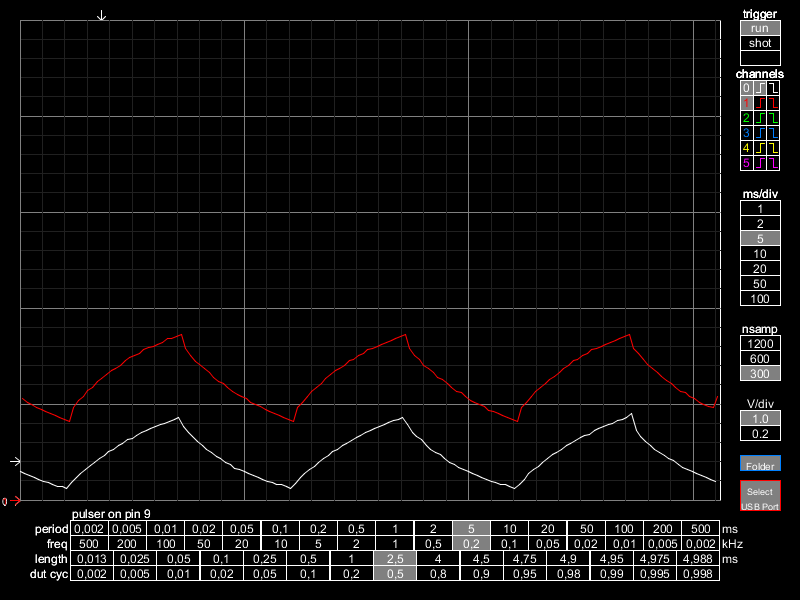 trigger
run
shot
channels
0
1
2
3
4
5
ms/div
1
2
5
10
20
50
100
nsamp
1200
600
300
V/div
1.0
0.2
Folder
Select
USB Port
0
pulser on pin 9
period 0,002 0,005 0,01 0,02 0,05 0,1 0,2 0,5 1 2 5 10 20 50 100 200 500 ms
freq 500 200 100 50 20 10 5 2 1 0,5 0,2 0,1 0,05 0,02 0,01 0,005 0,002 kHz
length 0,013 0,025 0,05 0,1 0,25 0,5 1 2,5 4 4,5 4,75 4,9 4,95 4,975 4,988 ms
dut cyc 0,002 0,005 0,01 0,02 0,05 0,1 0,2 0,5 0,8 0,9 0,95 0,98 0,99 0,995 0,998